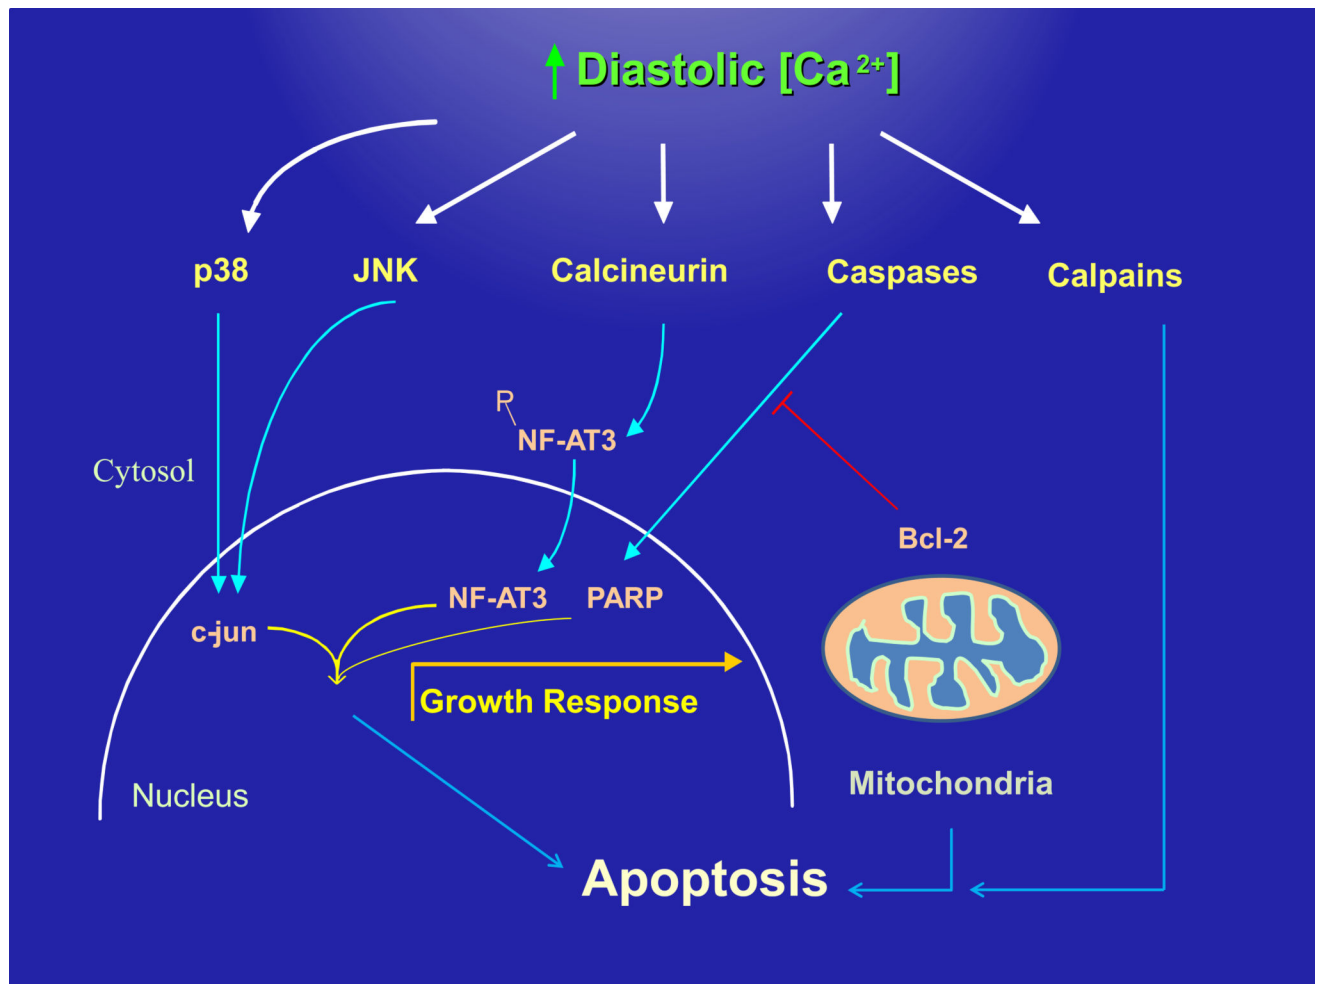 Diastolic [Ca2+]
p38
JNK
Calcineurin
Caspases
Calpains
P
NF-AT3
Cytosol
Bcl-2
NF-AT3
PARP
c-jun
Growth Response
Nucleus
Mitochondria
Apoptosis